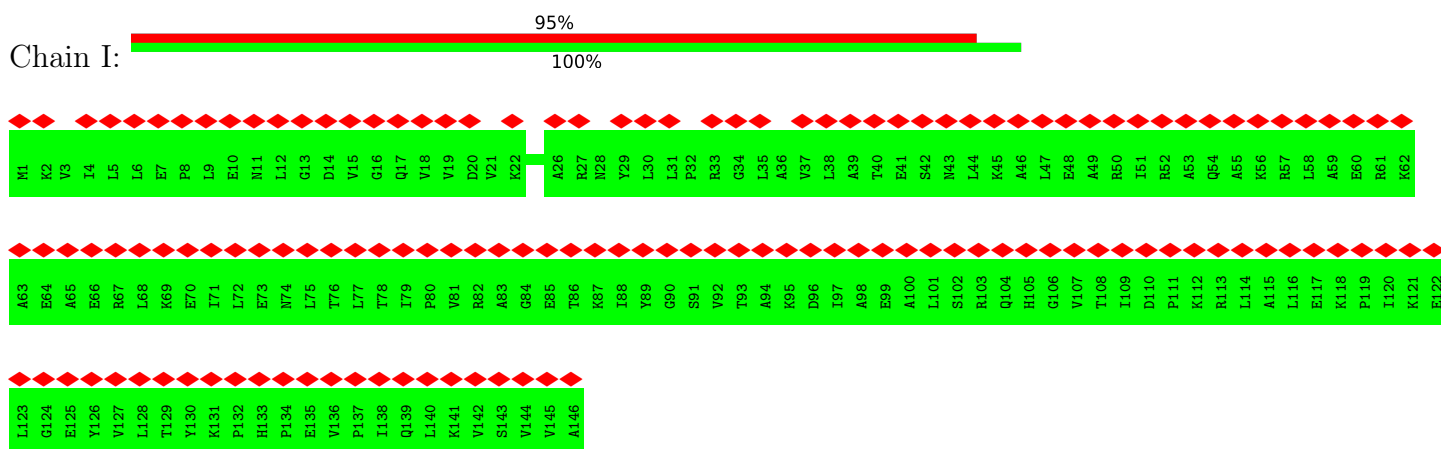 95%
Chain I:
100%
M1 K2 V3 I4 L5 L6 E7 P8 L9 E10 N11 L12 G13 D14 V15 G16 Q17 V18 V19 D20 V21 K22 A26 R27 N28 Y29 L30 L31 P32 R33 G34 L35 A36 V37 L38 A39 T40 E41 S42 N43 L44 K45 A46 L47 E48 A49 R50 I51 R52 A53 Q54 A55 K56 R57 L58 A59 E60 R61 K62
A63 E64 A65 E66 R67 L68 K69 E70 I71 L72 E73 N74 L75 T76 L77 T78 I79 P80 V81 R82 A83 G84 E85 T86 K87 I88 Y89 G90 S91 V92 T93 A94 K95 D96 I97 A98 E99 A100 L101 S102 R103 Q104 H105 G106 V107 T108 I109 D110 P111 K112 R113 L114 A115 L116 E117 K118 P119 I120 K121 E122
L123 G124 E125 Y126 V127 L128 T129 Y130 K131 P132 H133 P134 E135 V136 P137 I138 Q139 L140 K141 V142 S143 V144 V145 A146